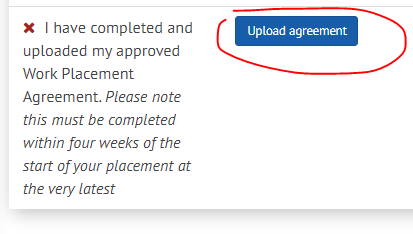 ✖ I have completed and
Upload agreement
uploaded my approved
Work Placement
Agreement. Please note
this must be completed
within four weeks of the
start of your placement at
the very latest